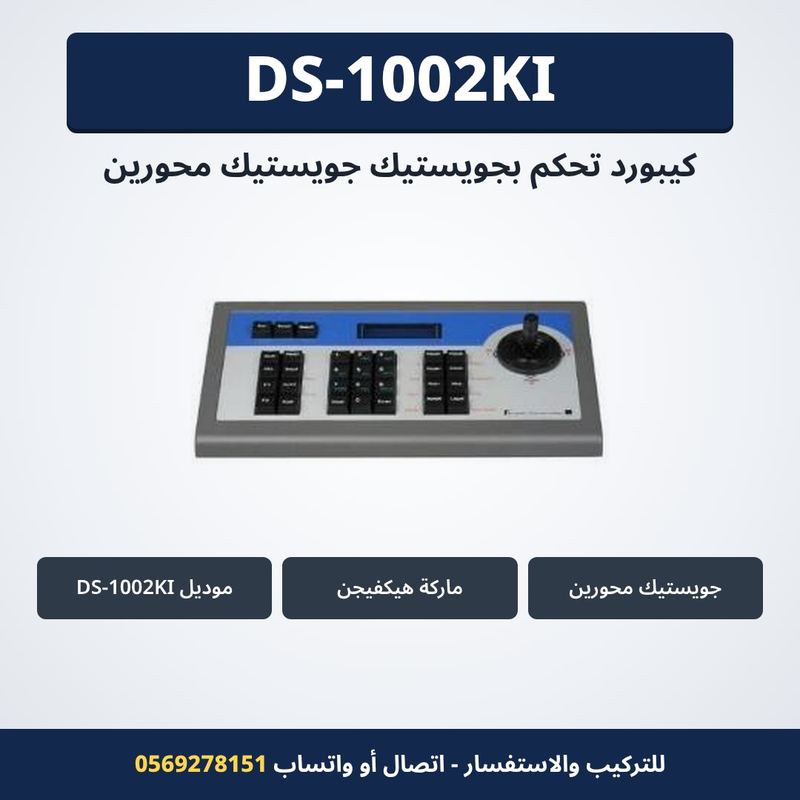 DS-1002KI
كيبورد تحكم بجويستيك جويستيك محورين
جويستيك محورين
ماركة هيكفيجن
موديل DS-1002KI
للتركيب والاستفسار - اتصال أو واتساب 0569278151